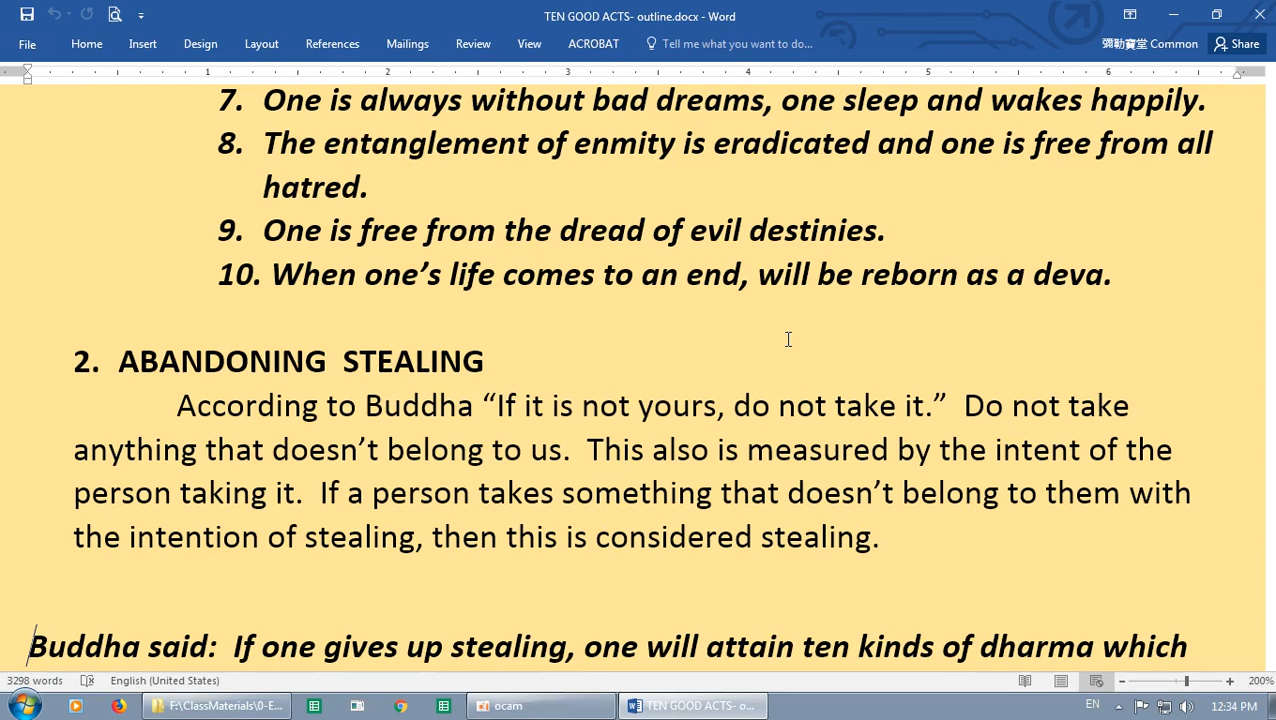 TEN GOOD ACTS- outline.docx - Word
File Home Insert Design Layout References Mailings Review View ACROBAT Tell me what you want to do... 彌勒寶堂 Common Share
1 2 3 4 5 6
7. One is always without bad dreams, one sleep and wakes happily.
8. The entanglement of enmity is eradicated and one is free from all
hatred.
9. One is free from the dread of evil destinies.
10. When one’s life comes to an end, will be reborn as a deva.
2. ABANDONING STEALING
According to Buddha “If it is not yours, do not take it.” Do not take
anything that doesn’t belong to us. This also is measured by the intent of the
person taking it. If a person takes something that doesn’t belong to them with
the intention of stealing, then this is considered stealing.
Buddha said: If one gives up stealing, one will attain ten kinds of dharma which
3298 words English (United States) 200%
F:\ClassMaterials\0-E... ocam TEN GOOD ACTS- o... EN 12:34 PM